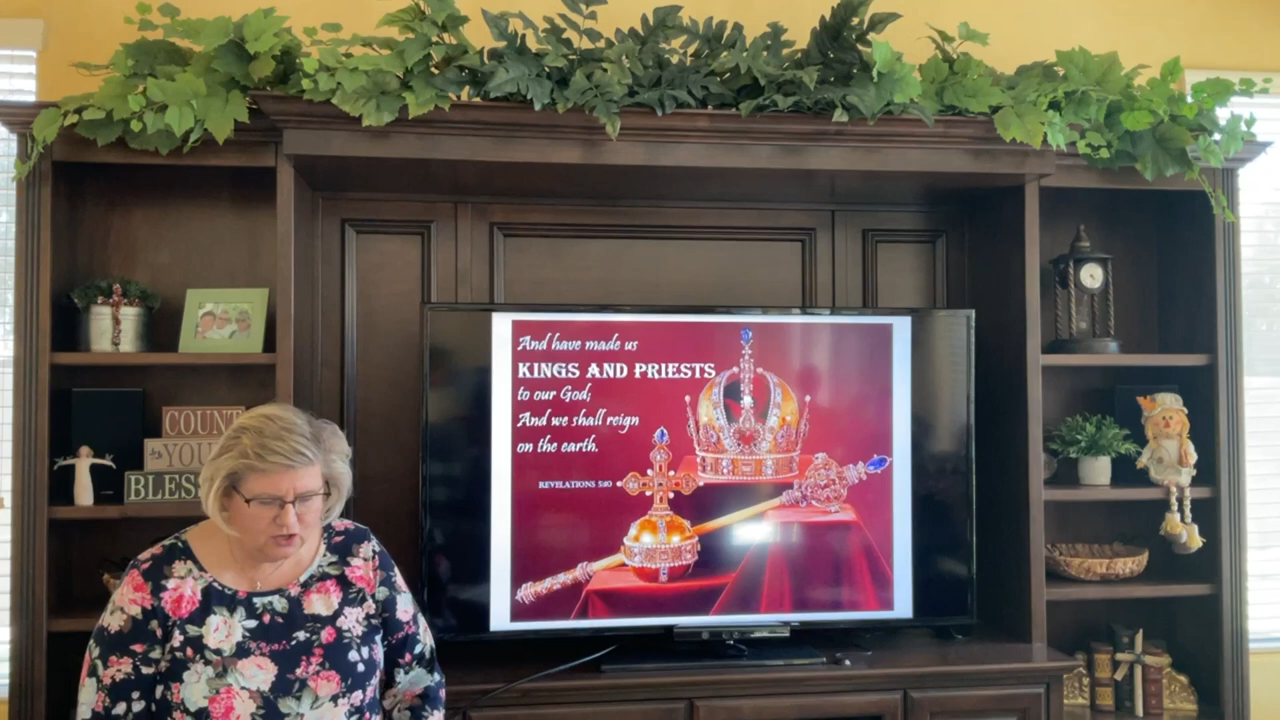 And have made us
KINGS AND PRIESTS
to our God;
And we shall reign
on the earth.
REVELATIONS 5:10
COUNT
YOU
BLESS